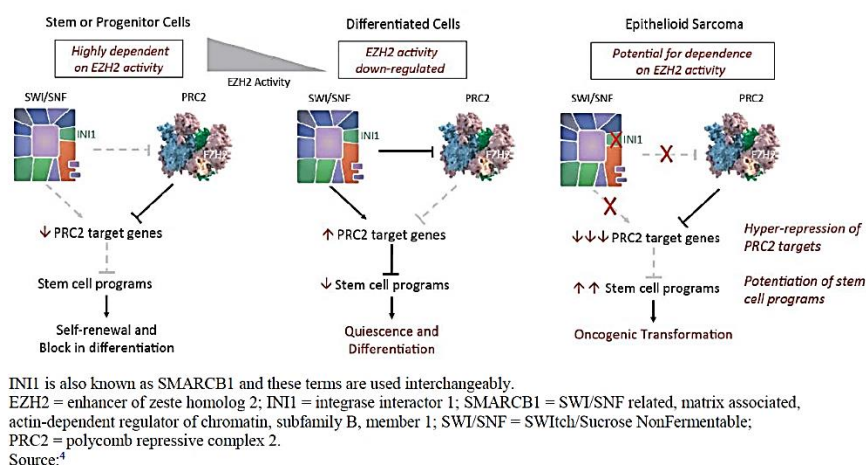 Stem or Progenitor Cells
Highly dependent
on EZH2 activity
SWI/SNF
PRC2
INI1
EZH2
↓ PRC2 target genes
Stem cell programs
Self-renewal and
Block in differentiation
EZH2 Activity
Differentiated Cells
EZH2 activity
down-regulated
SWI/SNF
PRC2
INI1
EZH2
↑ PRC2 target genes
↓ Stem cell programs
Quiescence and
Differentiation
Epithelioid Sarcoma
Potential for dependence
on EZH2 activity
SWI/SNF
PRC2
INI1
X
X
X
EZH2
↓↓↓ PRC2 target genes
Hyper-repression of
PRC2 targets
↑↑ Stem cell programs
Potentiation of stem
cell programs
Oncogenic Transformation
INI1 is also known as SMARCB1 and these terms are used interchangeably.
EZH2 = enhancer of zeste homolog 2; INI1 = integrase interactor 1; SMARCB1 = SWI/SNF related, matrix associated,
actin-dependent regulator of chromatin, subfamily B, member 1; SWI/SNF = SWItch/Sucrose NonFermentable;
PRC2 = polycomb repressive complex 2.
Source:4